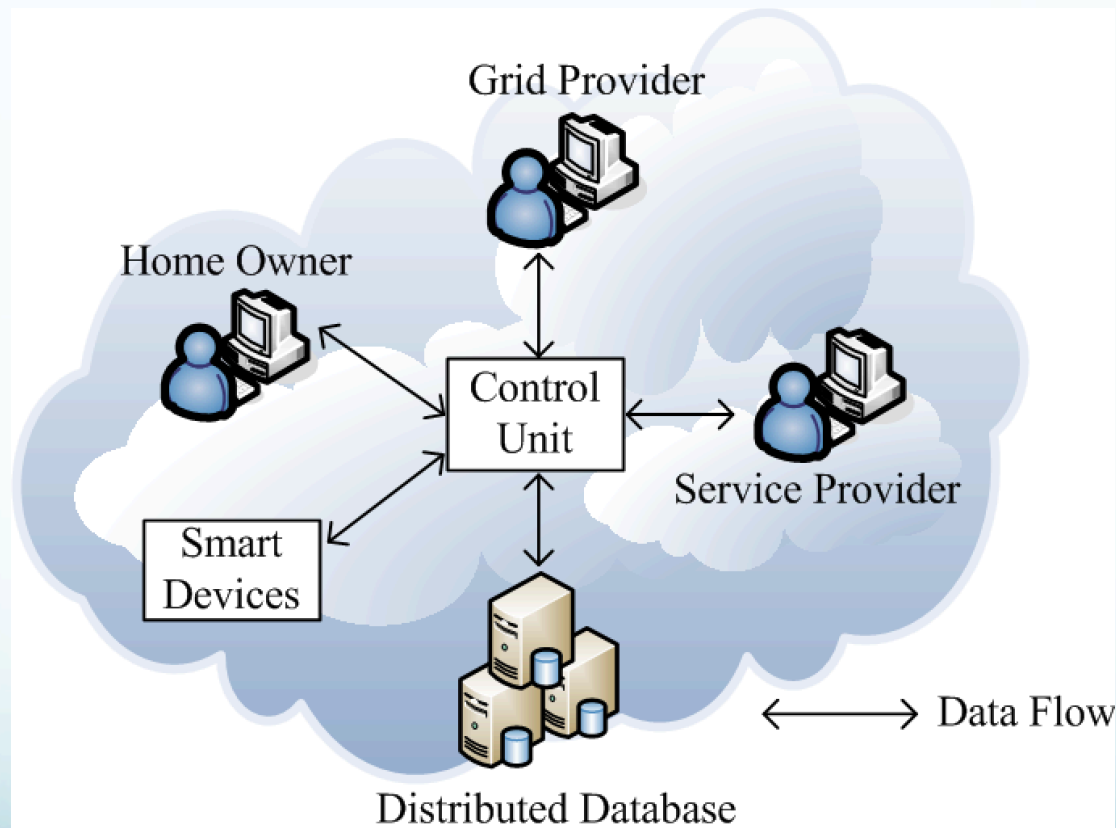 Grid Provider
Home Owner
Control
Unit
Service Provider
Smart
Devices
Data Flow
Distributed Database